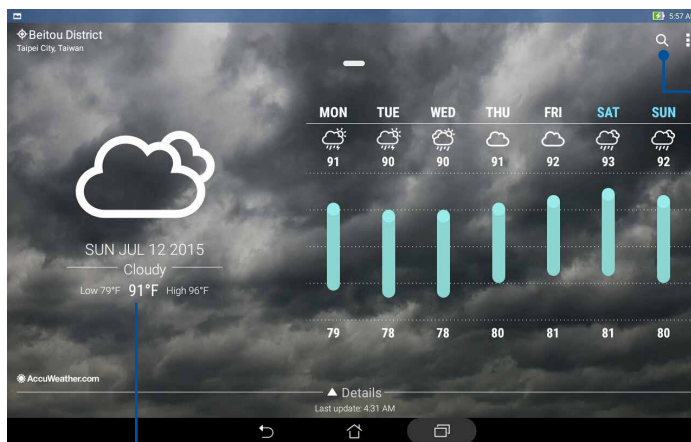 5:57 A
Beitou District
Taipei City, Taiwan
MON TUE WED THU FRI SAT SUN
91 90 90 91 92 93 92
SUN JUL 12 2015
Cloudy
Low 79°F 91°F High 96°F
79 78 78 80 81 81 80
AccuWeather.com
Details
Last update: 4:31 AM